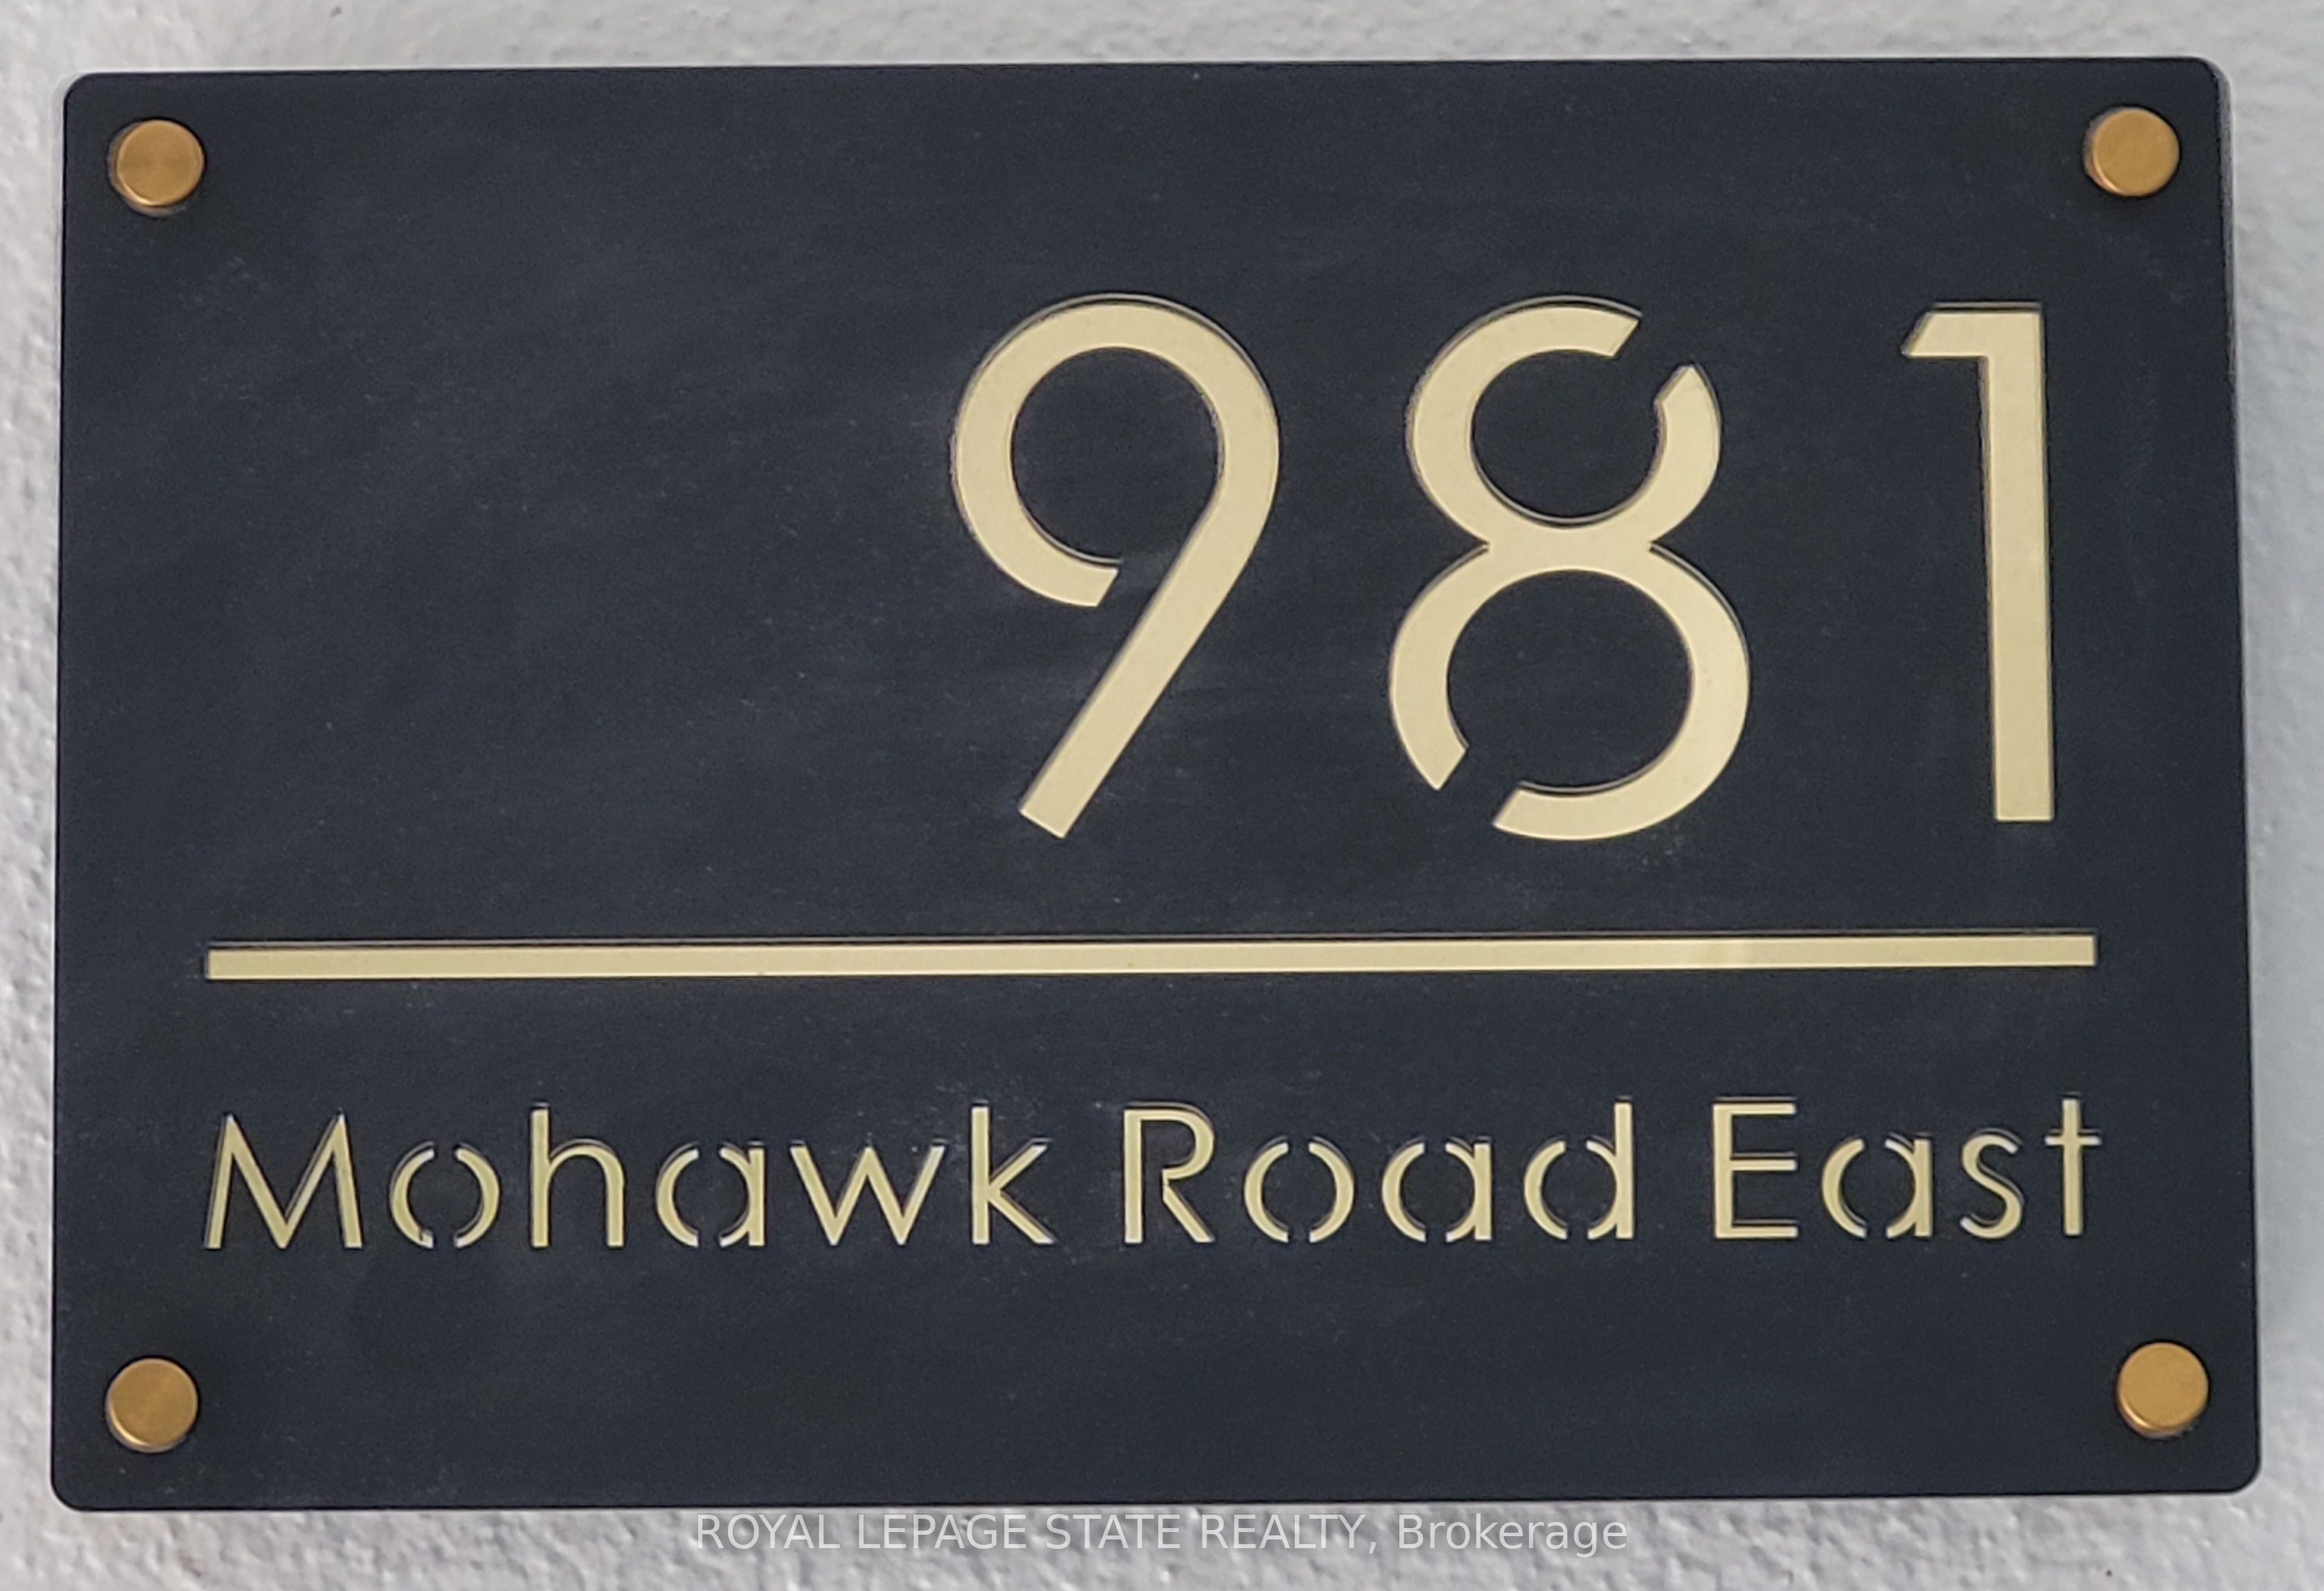 981
Mohawk Road East
ROYAL LEPAGE STATE REALTY, Brokerage